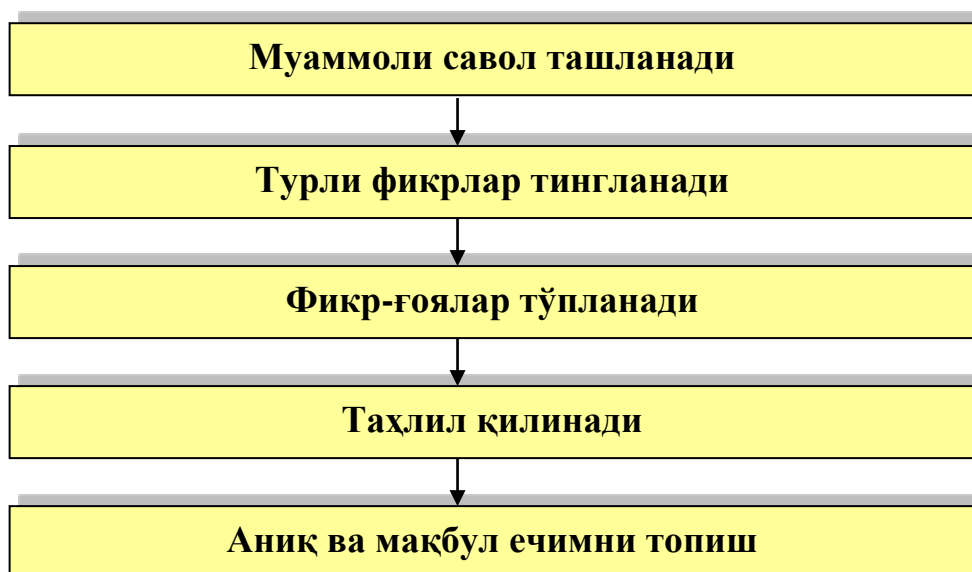 Муаммоли савол ташланади
Турли фикрлар тингланади
Фикр-ғоялар тўпланади
Таҳлил қилинади
Аниқ ва мақбул ечимни топиш